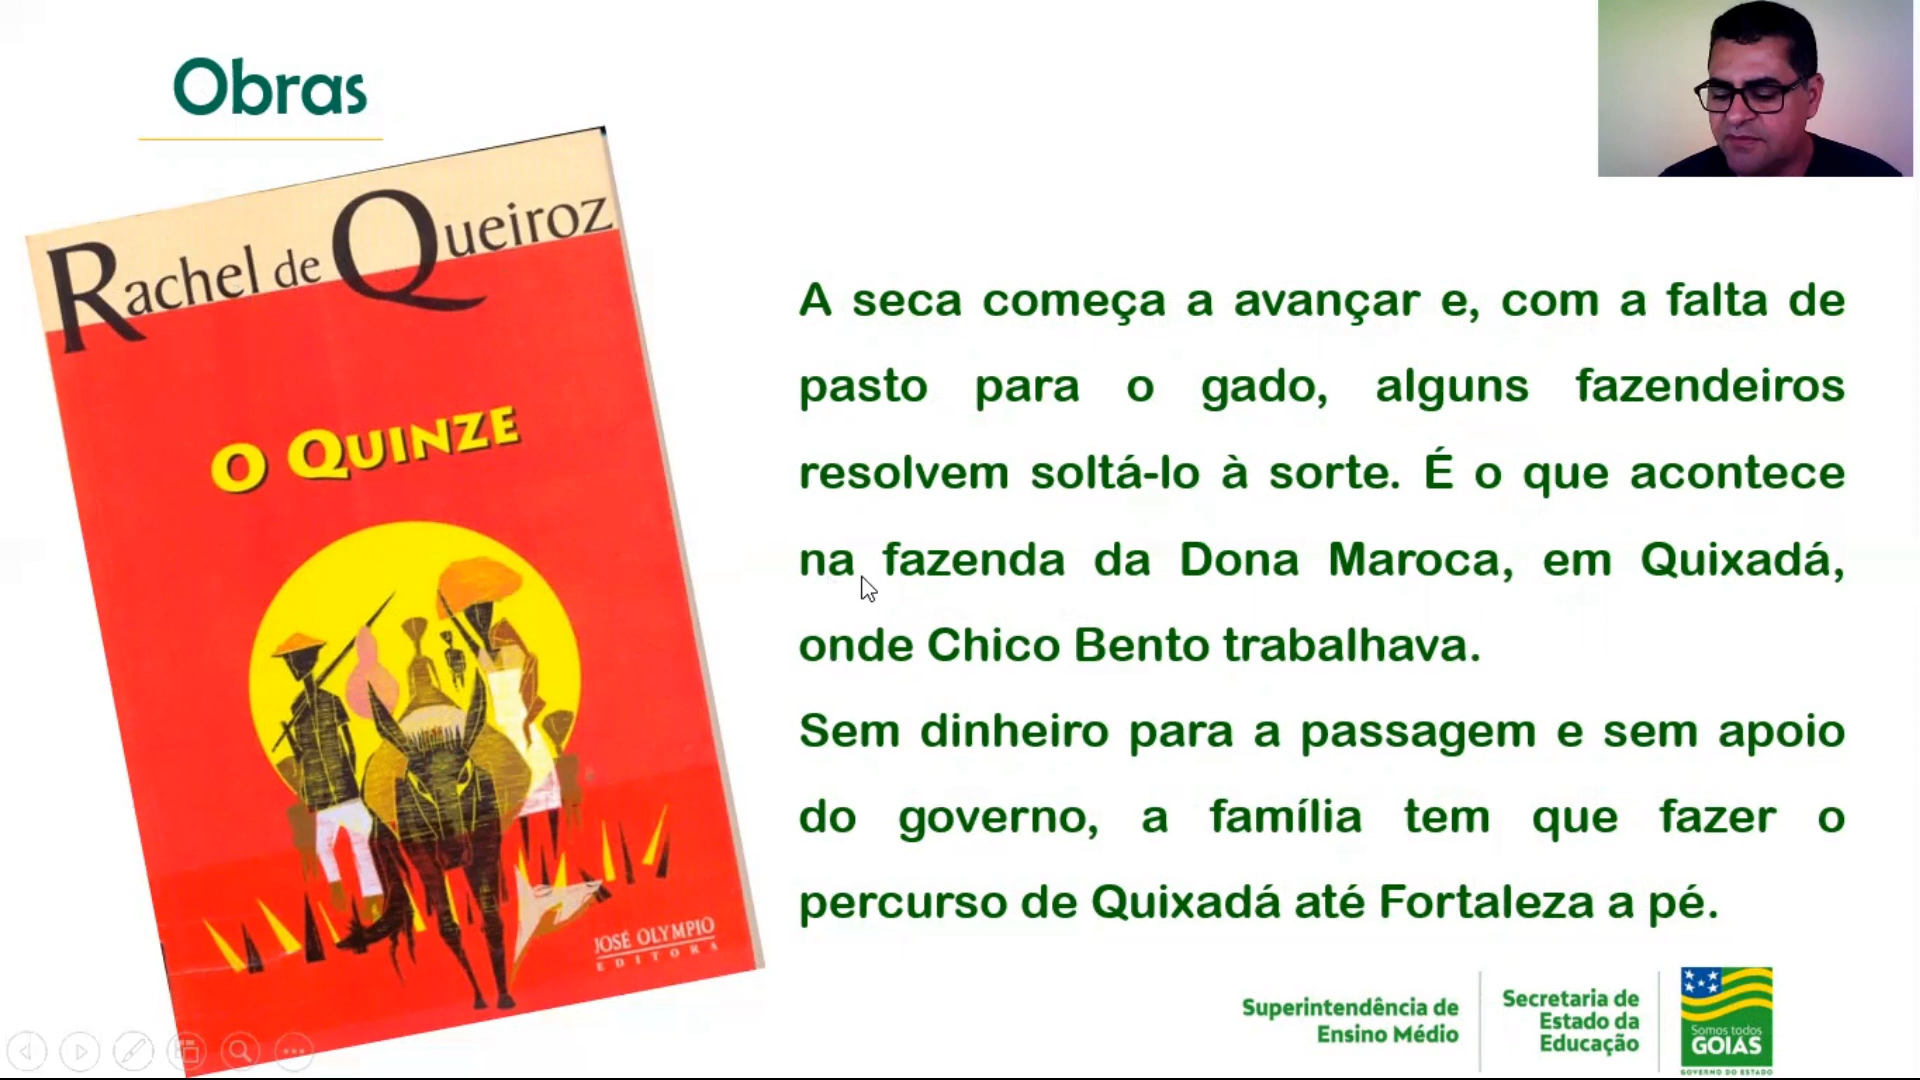 Obras
Rachel de Queiroz
O QUINZE
JOSÉ OLYMPIO
EDITORA
A seca começa a avançar e, com a falta de
pasto para o gado, alguns fazendeiros
resolvem soltá-lo à sorte. É o que acontece
na fazenda da Dona Maroca, em Quixadá,
onde Chico Bento trabalhava.
Sem dinheiro para a passagem e sem apoio
do governo, a família tem que fazer o
percurso de Quixadá até Fortaleza a pé.
Superintendência de
Ensino Médio
Secretaria de
Estado da
Educação
Somos todos
GOIÁS
GOVERNO DO ESTADO